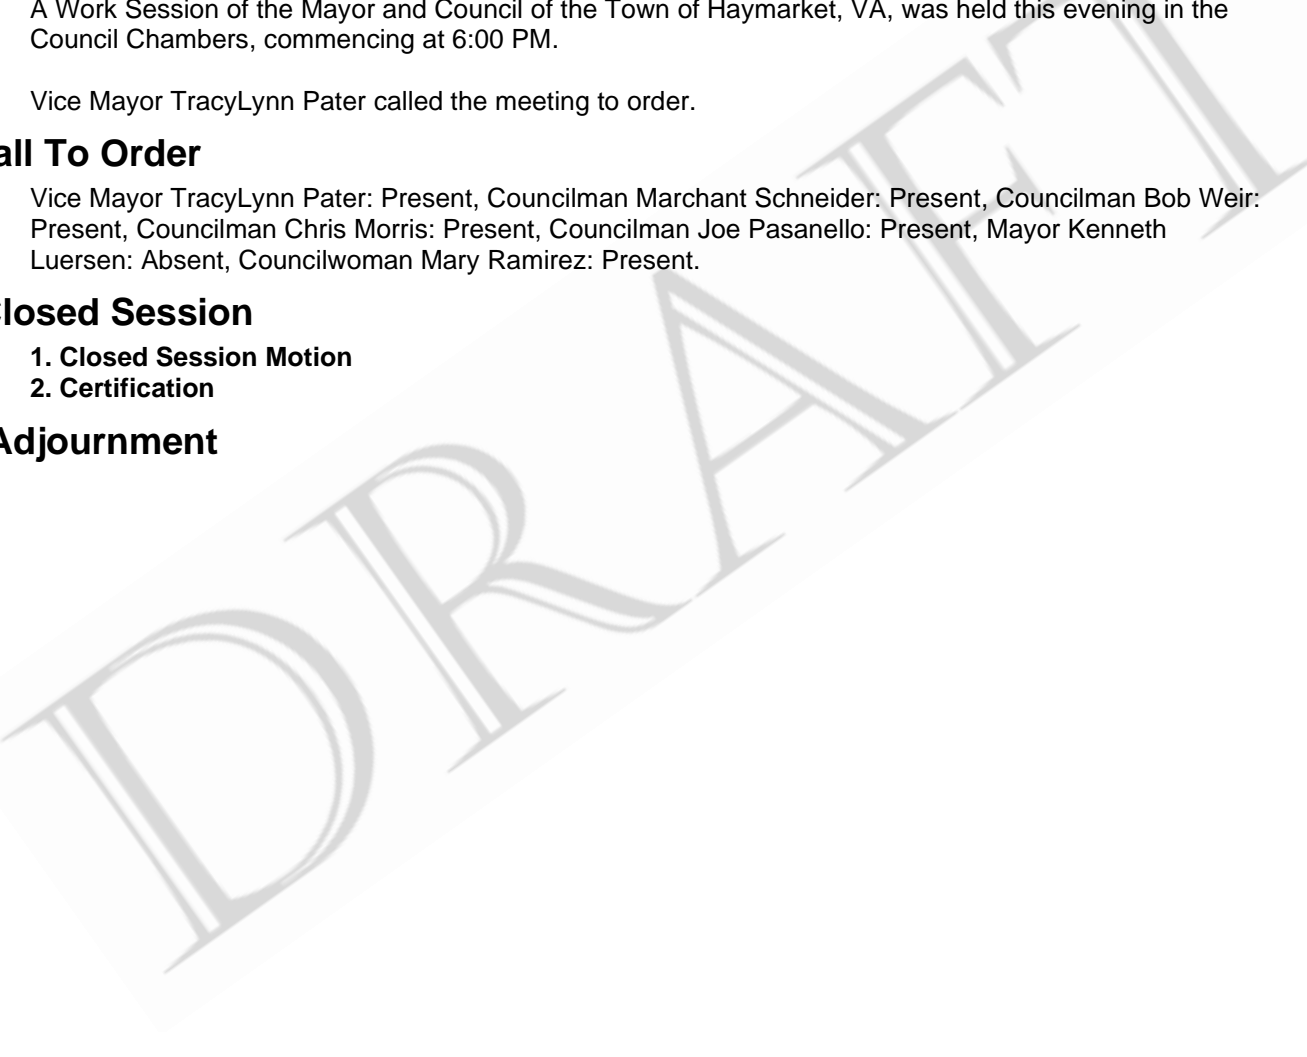 A Work Session of the Mayor and Council of the Town of Haymarket, VA, was held this evening in the
Council Chambers, commencing at 6:00 PM.
Vice Mayor TracyLynn Pater called the meeting to order.
all To Order
Vice Mayor TracyLynn Pater: Present, Councilman Marchant Schneider: Present, Councilman Bob Weir:
Present, Councilman Chris Morris: Present, Councilman Joe Pasanello: Present, Mayor Kenneth
Luersen: Absent, Councilwoman Mary Ramirez: Present.
Closed Session
1. Closed Session Motion
2. Certification
Adjournment
DRAFT